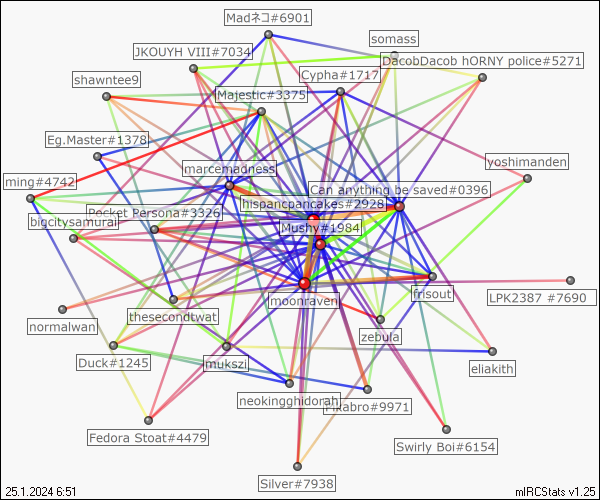 Madネコ#6901
somass
JKOUYH VIII#7034
DacobDacob hORNY police#5271
Cypha#1717
shawntee9
Majestic#3375
Eg.Master#1378
yoshimanden
marcemadness
ming#4742
Can anything be saved#0396
hispancpancakes#2928
Pocket Persona#3326
bigcitysamurai
Mushy#1984
frisout
LPK2387 #7690
moonraven
thesecondtwat
normalwan
zebula
Duck#1245
mukszi
eliakith
neokingghidorah
Pikabro#9971
Fedora Stoat#4479
Swirly Boi#6154
Silver#7938
25.1.2024 6:51
mIRCStats v1.25